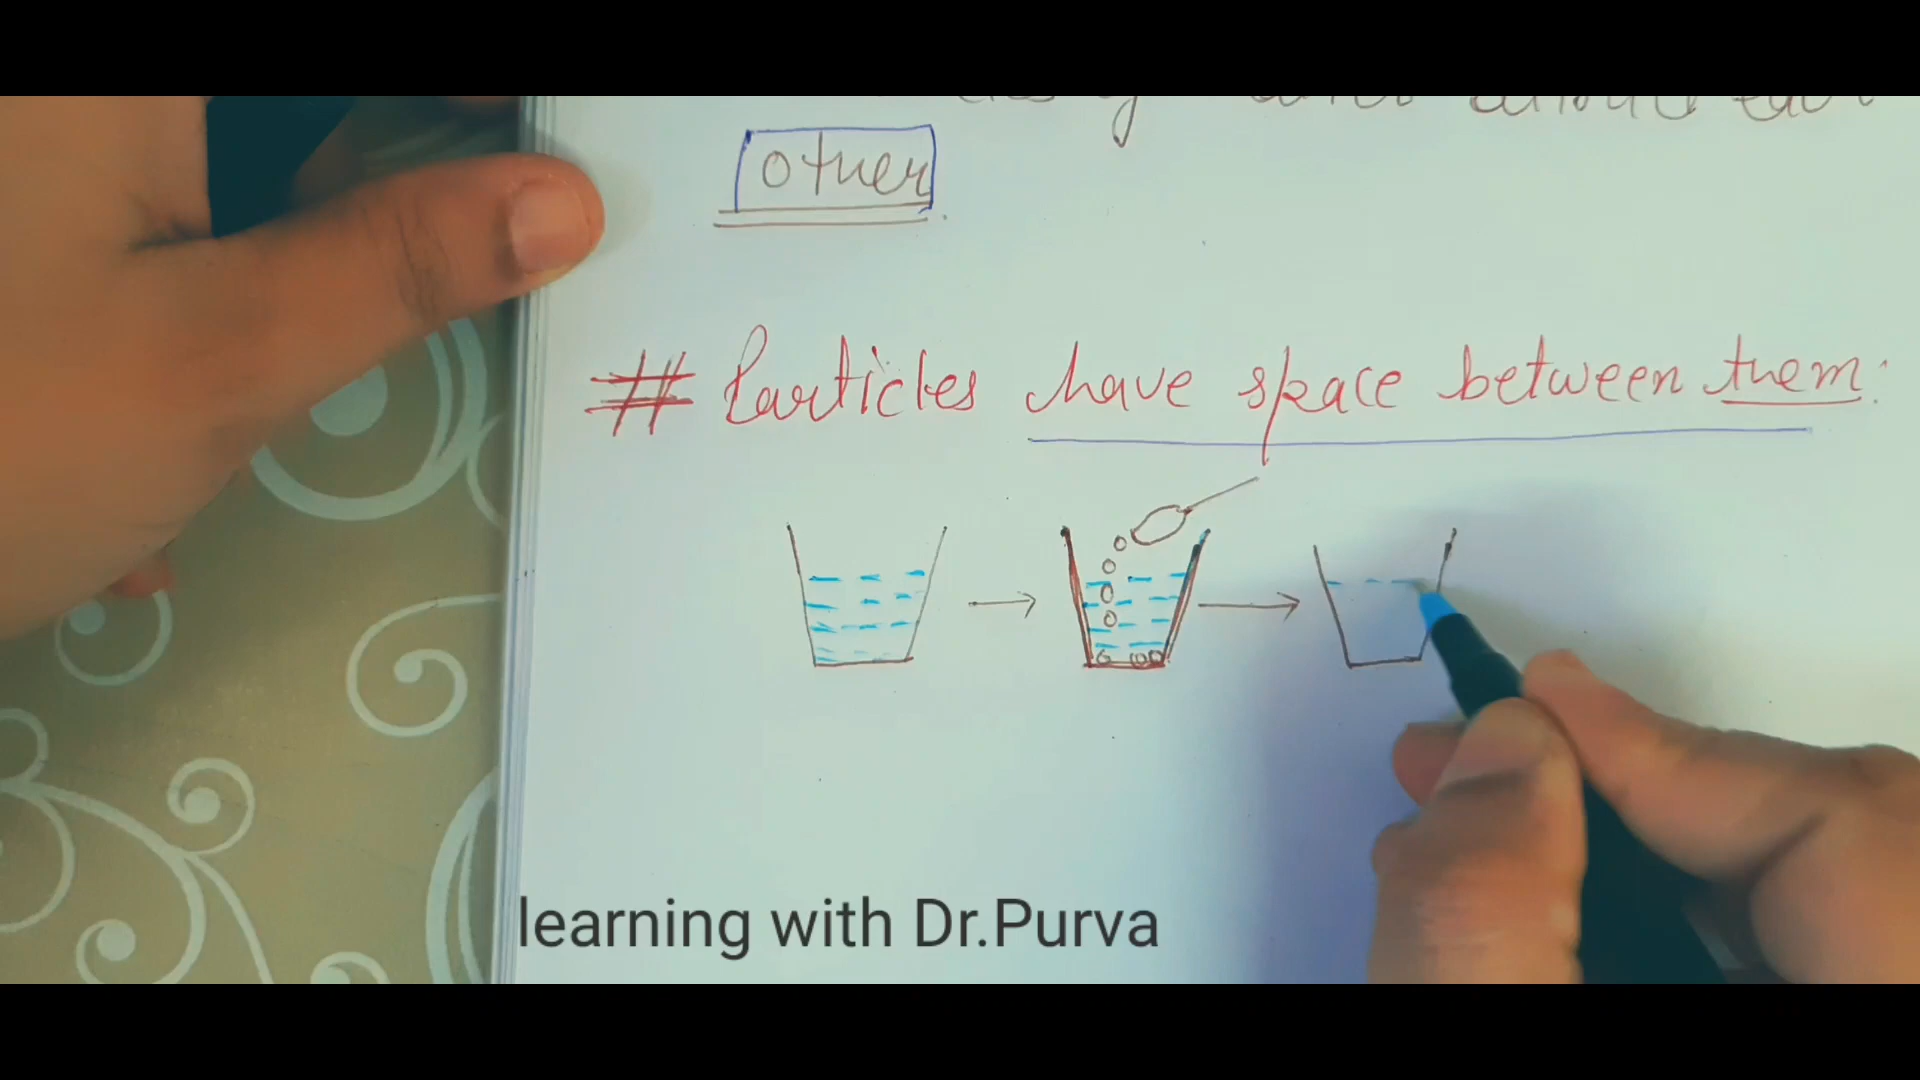 other
# Particles have space between them:
learning with Dr.Purva